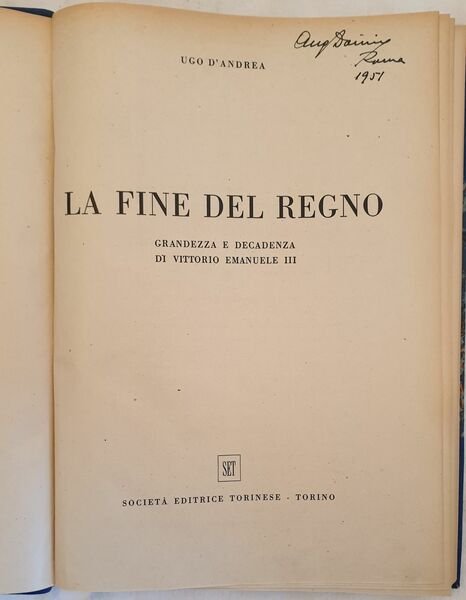 Roma
1951
UGO D'ANDREA
LA FINE DEL REGNO
GRANDEZZA E DECADENZA
DI VITTORIO EMANUELE III
SET
SOCIETÀ EDITRICE TORINESE - TORINO